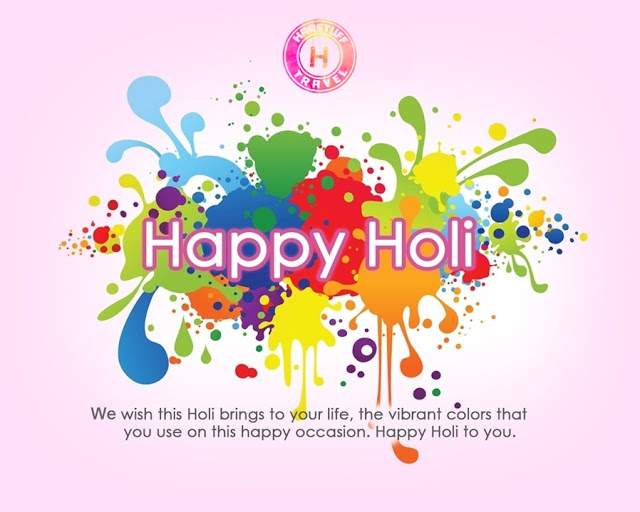 HARSTUFF
H
TRAVEL
Happy Holi
We wish this Holi brings to your life, the vibrant colors that
you use on this happy occasion. Happy Holi to you.